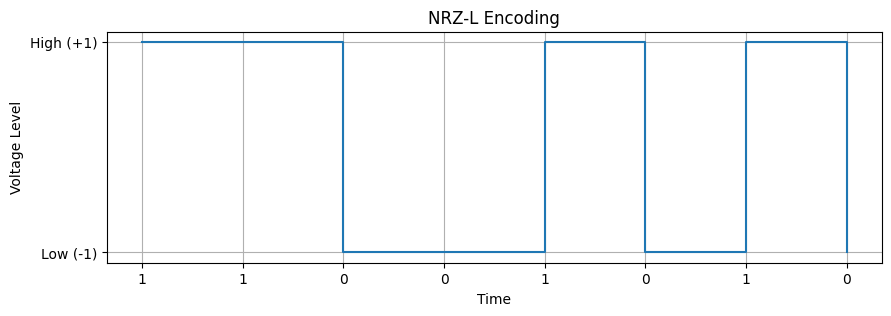 NRZ-L Encoding
High (+1)
Voltage Level
Low (-1)
1 1 0 0 1 0 1 0
Time